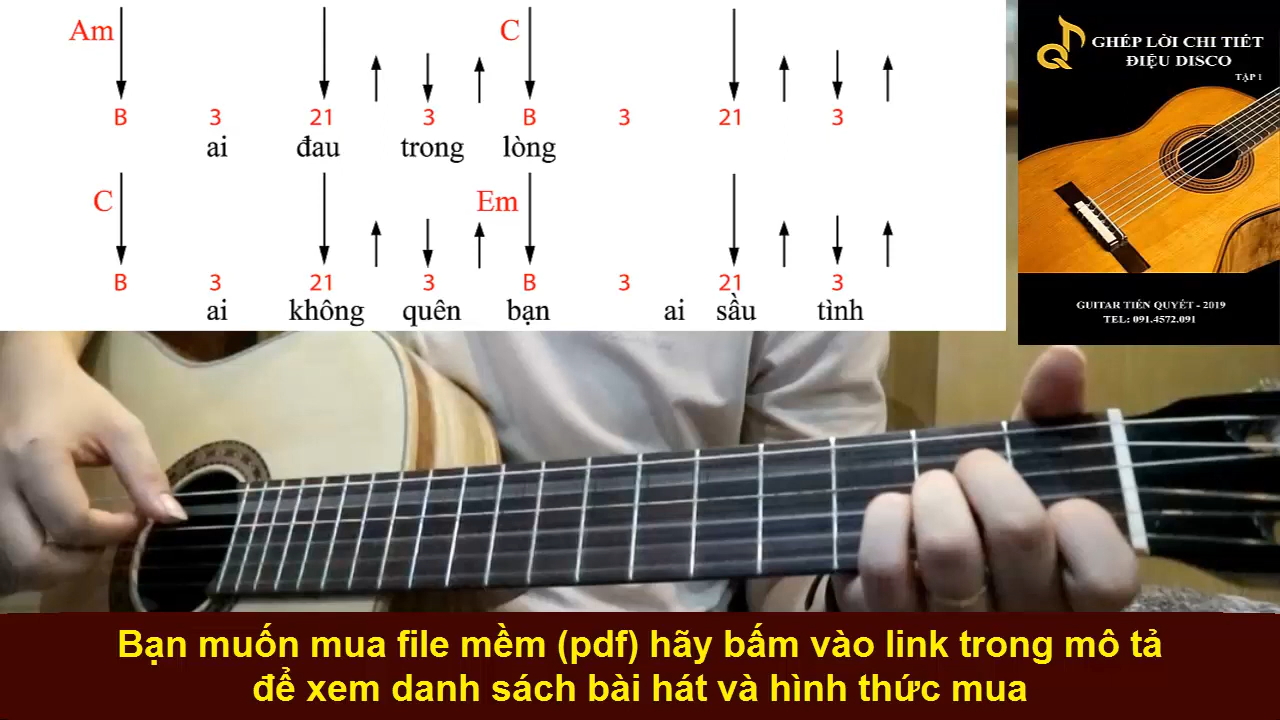 Am C
B 3 21 3 B 3 21 3
ai đau trong lòng
C Em
B 3 21 3 B 3 21 3
ai không quên bạn ai sầu tình
GHÉP LỜI CHI TIẾT
ĐIỆU DISCO
TẬP 1
GUITAR TIẾN QUYẾT - 2019
TEL: 091.4572.091
Bạn muốn mua file mềm (pdf) hãy bấm vào link trong mô tả
để xem danh sách bài hát và hình thức mua